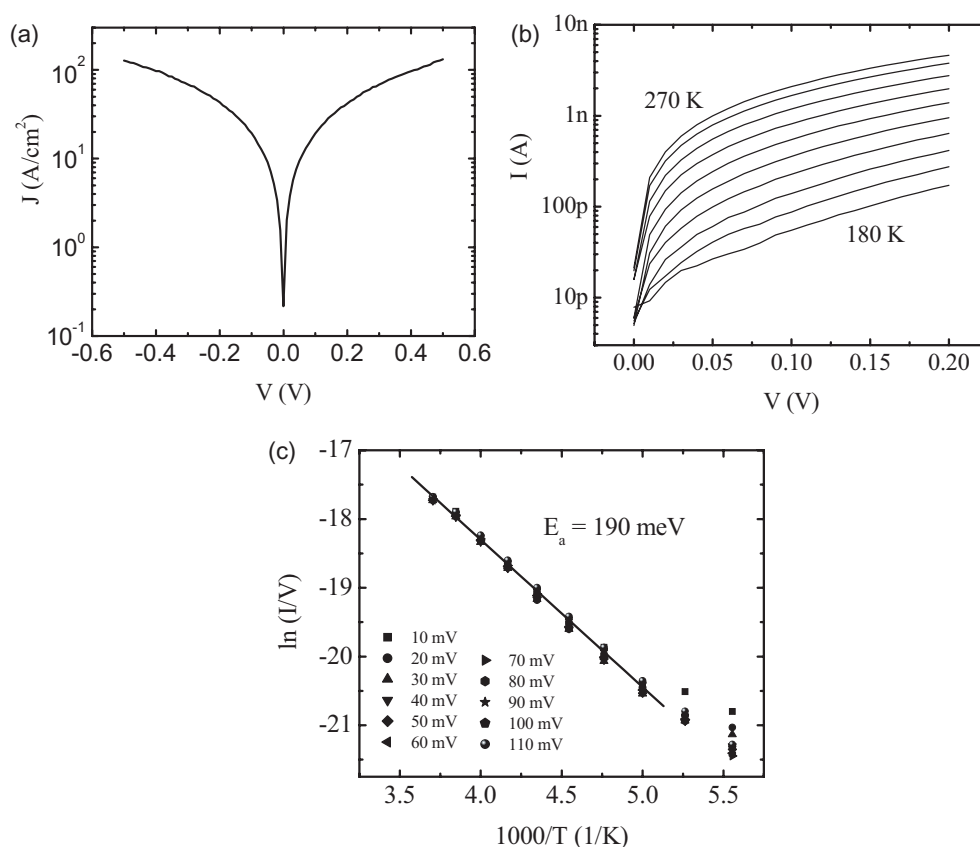 (a)
10²
10¹
10⁰
10⁻¹
J (A/cm²)
-0.6 -0.4 -0.2 0.0 0.2 0.4 0.6
V (V)
(b)
10n
1n
100p
10p
I (A)
270 K
180 K
0.00 0.05 0.10 0.15 0.20
V (V)
(c)
-17
-18
-19
-20
-21
ln (I/V)
Eₐ = 190 meV
10 mV
20 mV
30 mV
40 mV
50 mV
60 mV
70 mV
80 mV
90 mV
100 mV
110 mV
3.5 4.0 4.5 5.0 5.5
1000/T (1/K)